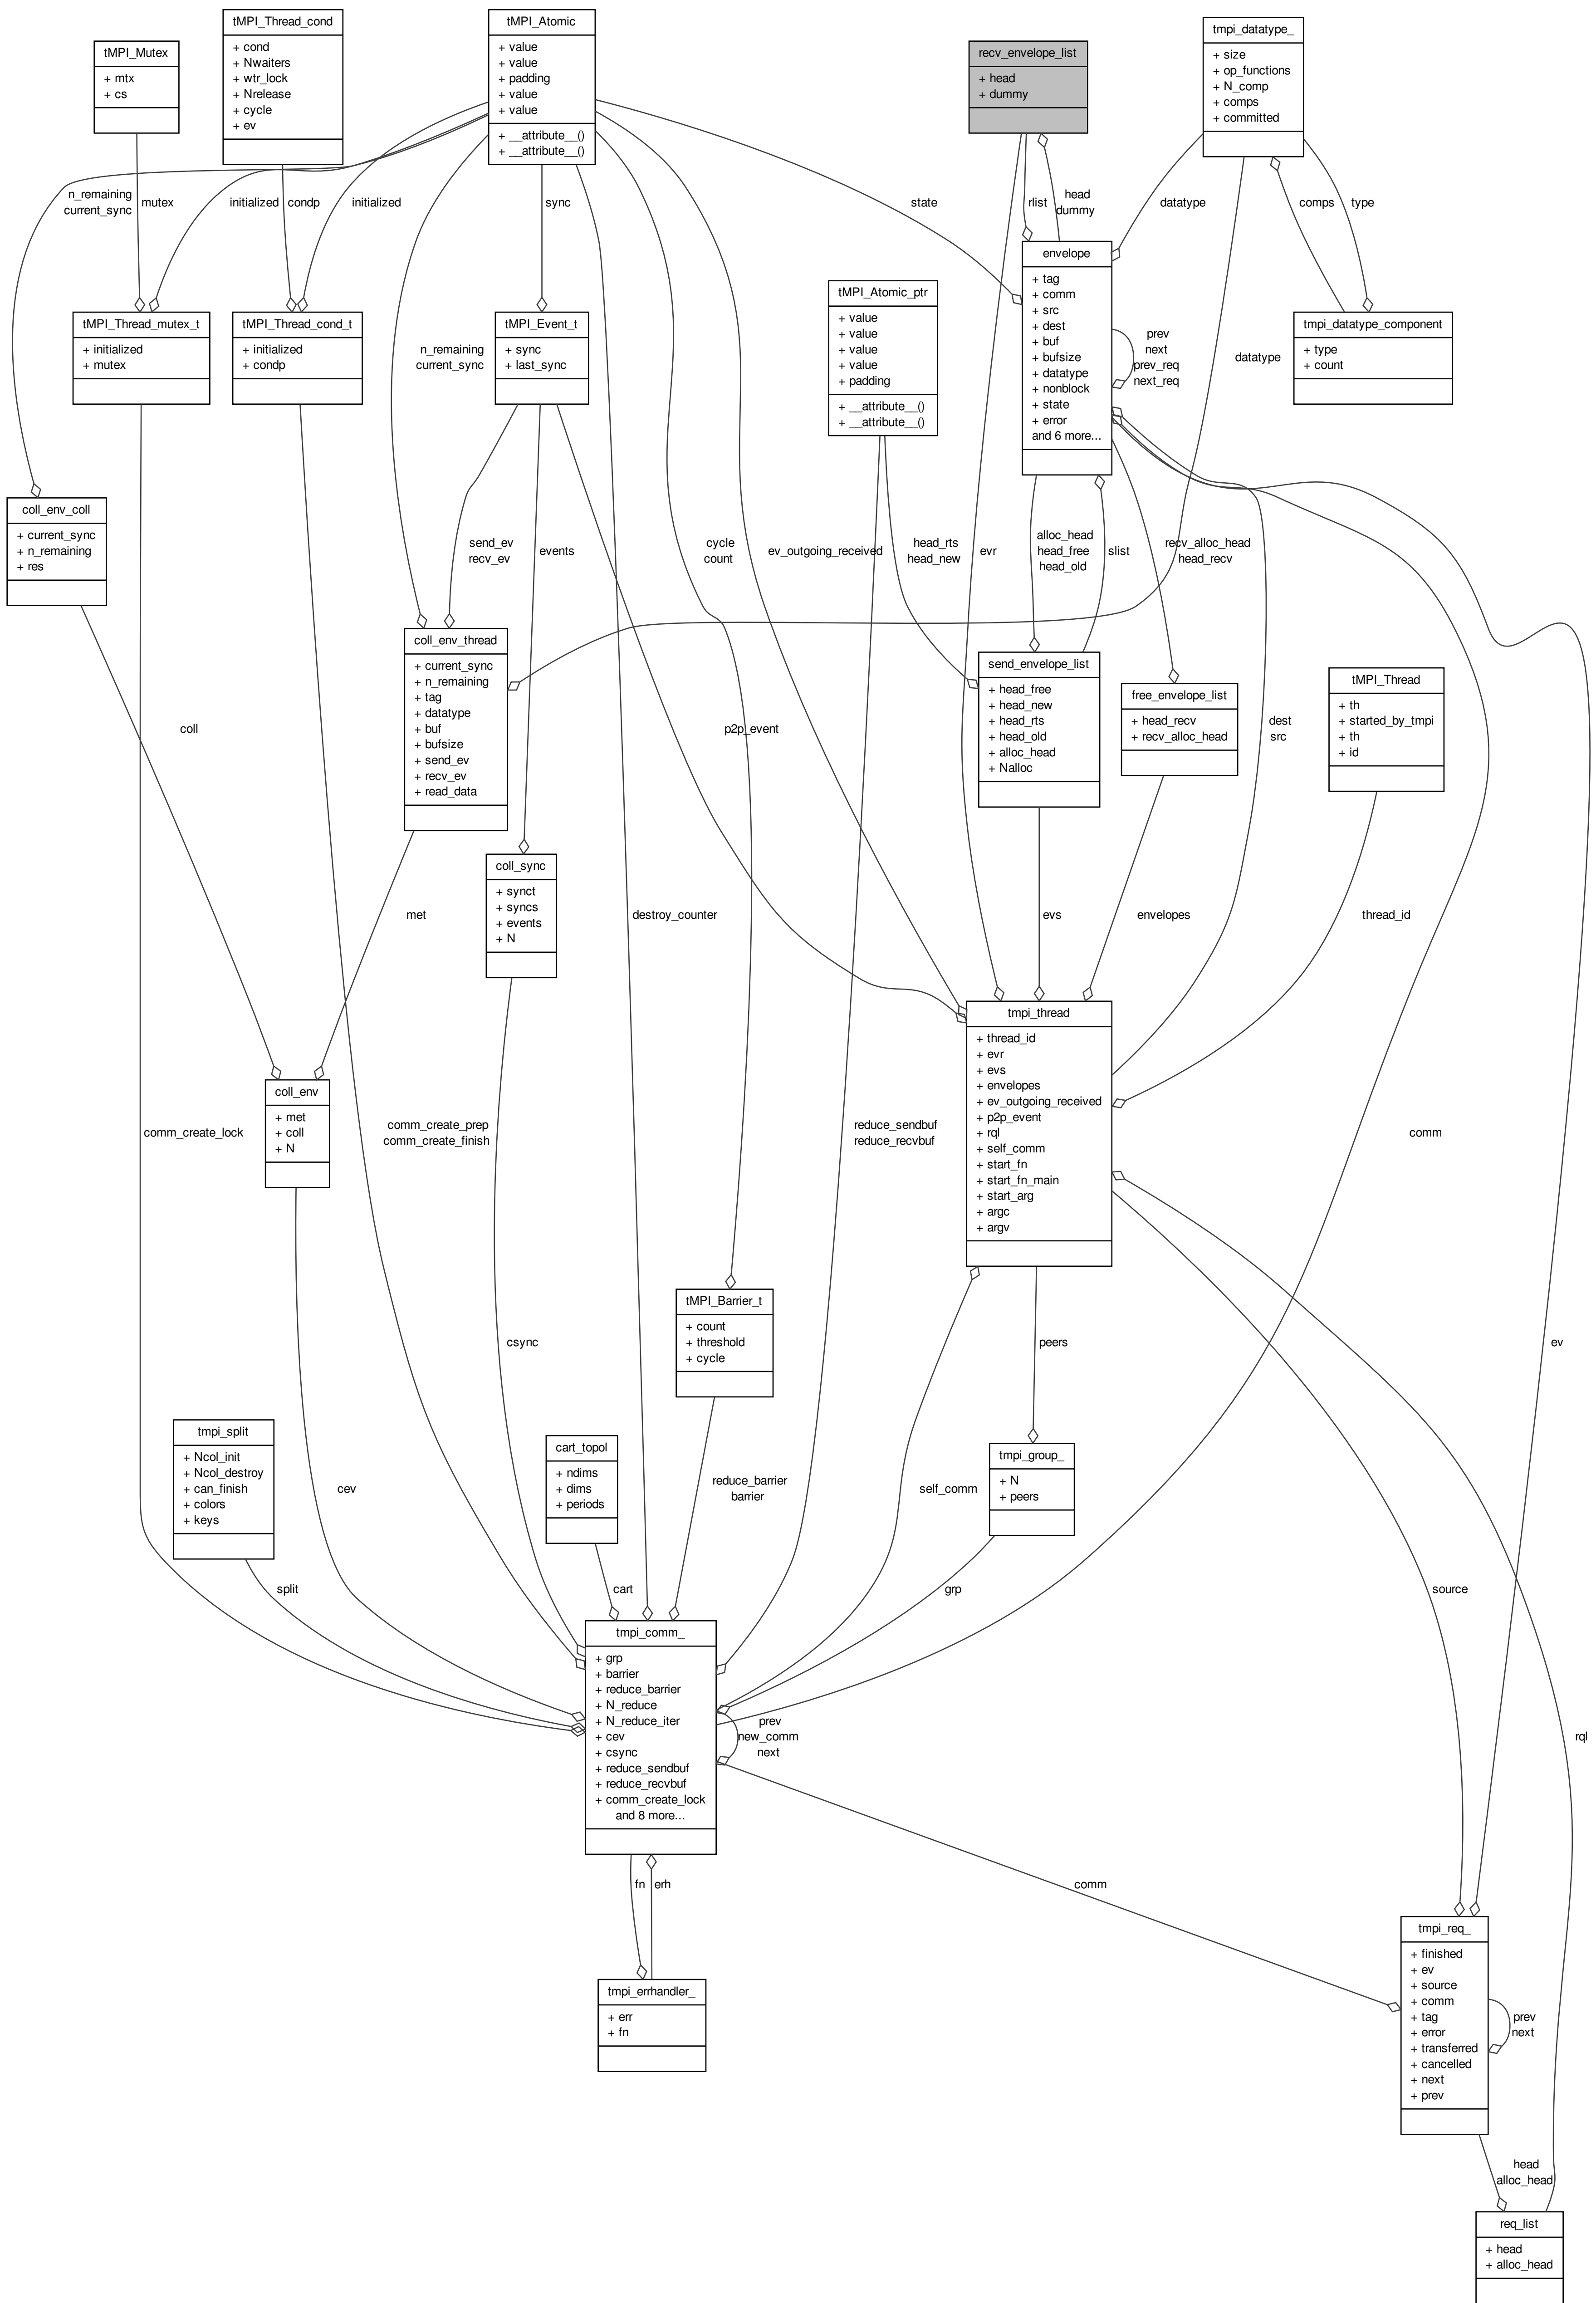 tMPI_Thread_cond
+ cond
+ Nwaiters
+ wtr_lock
+ Nrelease
+ cycle
+ ev
tMPI_Atomic
+ value
+ value
+ padding
+ value
+ value
+ __attribute__()
+ __attribute__()
tmpi_datatype_
+ size
+ op_functions
+ N_comp
+ comps
+ committed
tMPI_Mutex
+ mtx
+ cs
recv_envelope_list
+ head
+ dummy
n_remaining
current_sync
mutex
initialized
condp
initialized
sync
state
rlist
head
dummy
datatype
comps
type
envelope
+ tag
+ comm
+ src
+ dest
+ buf
+ bufsize
+ datatype
+ nonblock
+ state
+ error
and 6 more...
prev
next
prev_req
next_req
tMPI_Atomic_ptr
+ value
+ value
+ value
+ value
+ padding
+ __attribute__()
+ __attribute__()
tMPI_Thread_mutex_t
+ initialized
+ mutex
tMPI_Thread_cond_t
+ initialized
+ condp
n_remaining
current_sync
tMPI_Event_t
+ sync
+ last_sync
datatype
tmpi_datatype_component
+ type
+ count
coll_env_coll
+ current_sync
+ n_remaining
+ res
send_ev
recv_ev
events
cycle
count
ev_outgoing_received
head_rts
head_new
evr
alloc_head
head_free
head_old
slist
recv_alloc_head
head_recv
coll_env_thread
+ current_sync
+ n_remaining
+ tag
+ datatype
+ buf
+ bufsize
+ send_ev
+ recv_ev
+ read_data
send_envelope_list
+ head_free
+ head_new
+ head_rts
+ head_old
+ alloc_head
+ Nalloc
free_envelope_list
+ head_recv
+ recv_alloc_head
tMPI_Thread
+ th
+ started_by_tmpi
+ th
+ id
coll
p2p_event
dest
src
coll_sync
+ synct
+ syncs
+ events
+ N
met
destroy_counter
evs
envelopes
thread_id
tmpi_thread
+ thread_id
+ evr
+ evs
+ envelopes
+ ev_outgoing_received
+ p2p_event
+ rql
+ self_comm
+ start_fn
+ start_fn_main
+ start_arg
+ argc
+ argv
coll_env
+ met
+ coll
+ N
comm_create_lock
comm_create_prep
comm_create_finish
reduce_sendbuf
reduce_recvbuf
comm
tMPI_Barrier_t
+ count
+ threshold
+ cycle
csync
peers
ev
tmpi_split
+ Ncol_init
+ Ncol_destroy
+ can_finish
+ colors
+ keys
cev
cart_topol
+ ndims
+ dims
+ periods
reduce_barrier
barrier
self_comm
tmpi_group_
+ N
+ peers
split
cart
grp
source
tmpi_comm_
+ grp
+ barrier
+ reduce_barrier
+ N_reduce
+ N_reduce_iter
+ cev
+ csync
+ reduce_sendbuf
+ reduce_recvbuf
+ comm_create_lock
and 8 more...
prev
new_comm
next
rql
fn
erh
comm
tmpi_req_
+ finished
+ ev
+ source
+ comm
+ tag
+ error
+ transferred
+ cancelled
+ next
+ prev
prev
next
tmpi_errhandler_
+ err
+ fn
head
alloc_head
req_list
+ head
+ alloc_head